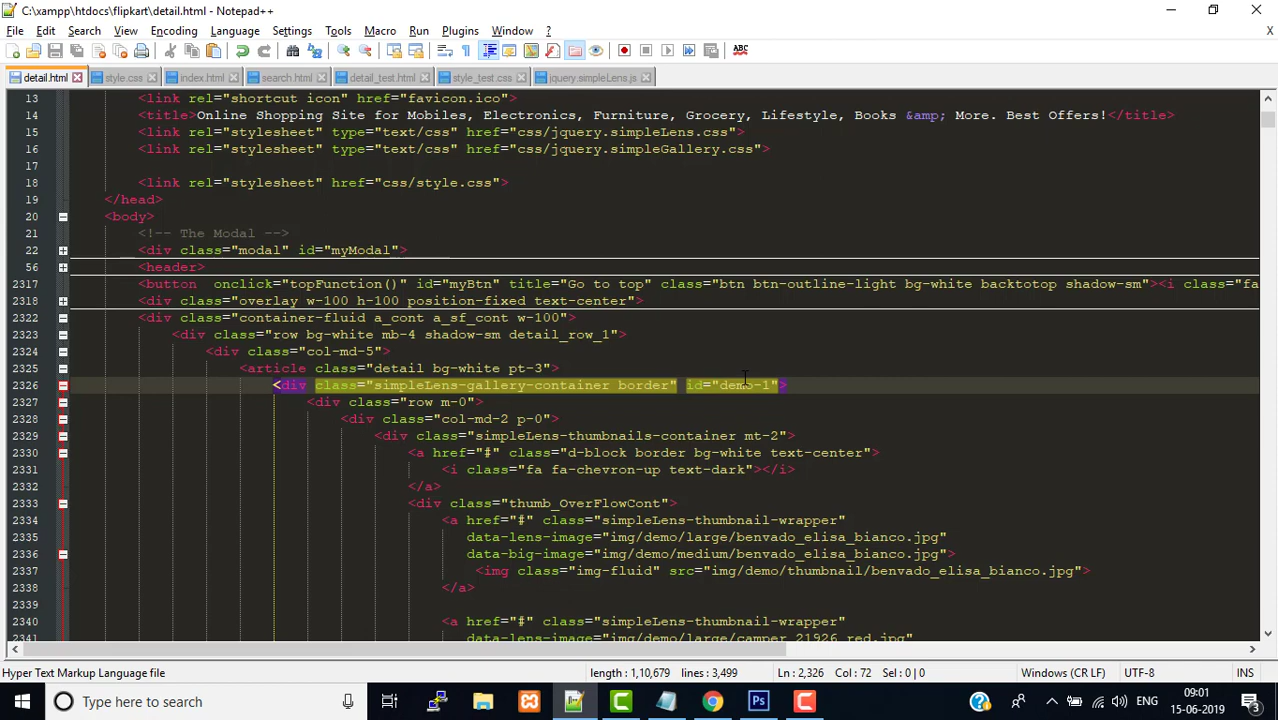 C:\xampp\htdocs\flipkart\detail.html - Notepad++
File Edit Search View Encoding Language Settings Tools Macro Run Plugins Window ? X
detail.html style.css index.html search.html detail_test.html style_test.css jquery.simpleLens.js
13 <link rel="shortcut icon" href="favicon.ico">
14 <title>Online Shopping Site for Mobiles, Electronics, Furniture, Grocery, Lifestyle, Books &amp; More. Best Offers!</title>
15 <link rel="stylesheet" type="text/css" href="css/jquery.simpleLens.css">
16 <link rel="stylesheet" type="text/css" href="css/jquery.simpleGallery.css">
17
18 <link rel="stylesheet" href="css/style.css">
19 </head>
20 <body>
21 <!-- The Modal -->
22 <div class="modal" id="myModal">
56 <header>
2317 <button onclick="topFunction()" id="myBtn" title="Go to top" class="btn btn-outline-light bg-white backtotop shadow-sm"><i class="fa
2318 <div class="overlay w-100 h-100 position-fixed text-center">
2322 <div class="container-fluid a_cont a_sf_cont w-100">
2323 <div class="row bg-white mb-4 shadow-sm detail_row_1">
2324 <div class="col-md-5">
2325 <article class="detail bg-white pt-3">
2326 <div class="simpleLens-gallery-container border" id="demo-1">
2327 <div class="row m-0">
2328 <div class="col-md-2 p-0">
2329 <div class="simpleLens-thumbnails-container mt-2">
2330 <a href="#" class="d-block border bg-white text-center">
2331 <i class="fa fa-chevron-up text-dark"></i>
2332 </a>
2333 <div class="thumb_OverFlowCont">
2334 <a href="#" class="simpleLens-thumbnail-wrapper"
2335 data-lens-image="img/demo/large/benvado_elisa_bianco.jpg"
2336 data-big-image="img/demo/medium/benvado_elisa_bianco.jpg">
2337 <img class="img-fluid" src="img/demo/thumbnail/benvado_elisa_bianco.jpg">
2338 </a>
2339
2340 <a href="#" class="simpleLens-thumbnail-wrapper"
2341 data-lens-image="img/demo/large/camper_21926_red.jpg"
Hyper Text Markup Language file length : 1,10,679 lines : 3,499 Ln : 2,326 Col : 72 Sel : 0 | 0 Windows (CR LF) UTF-8 INS
Type here to search ENG 09:01
15-06-2019 3